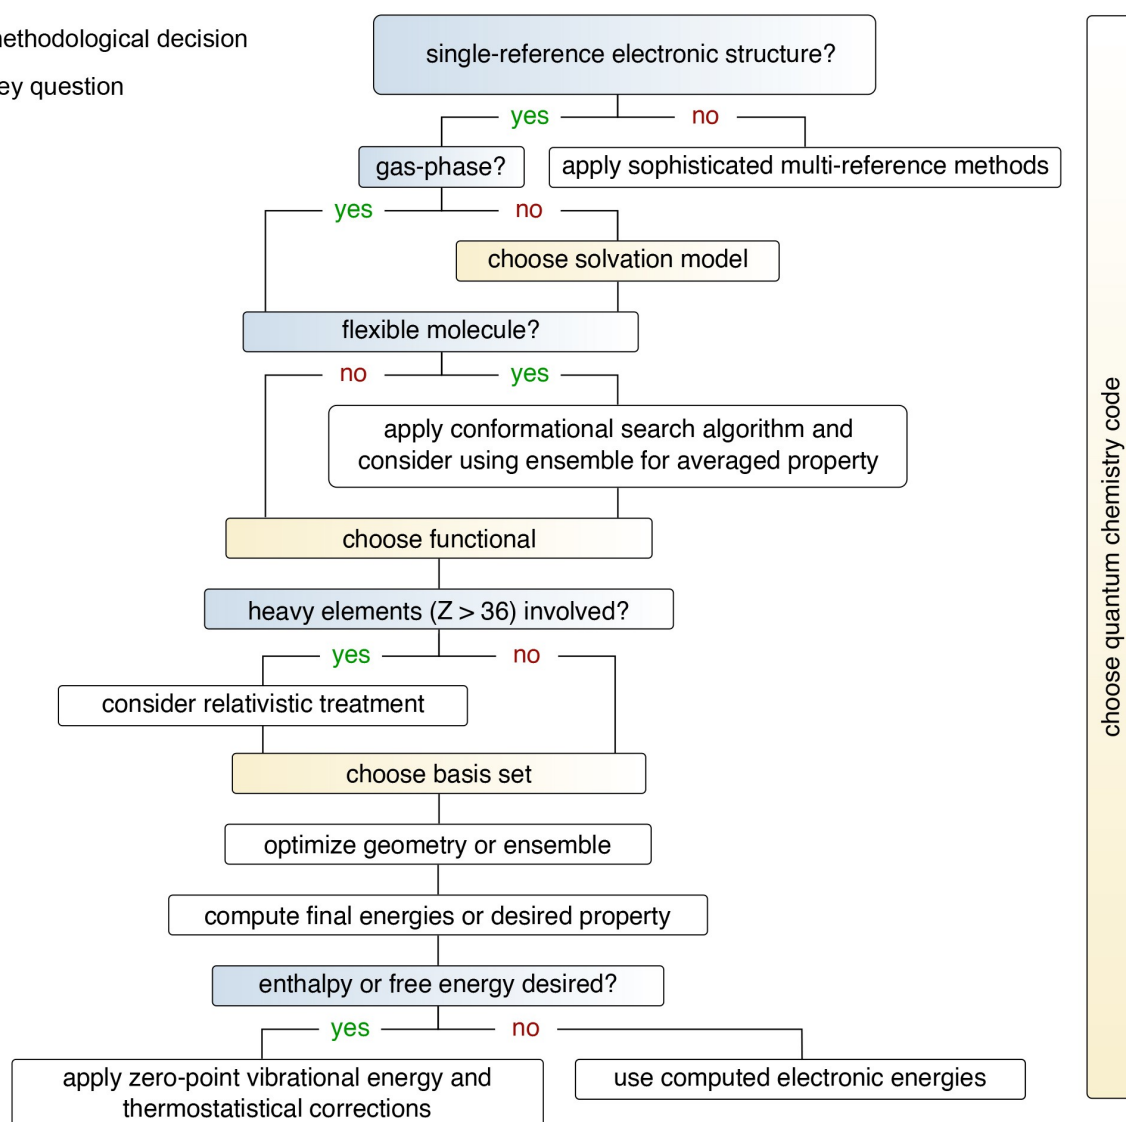 methodological decision
ey question
single-reference electronic structure?
yes
no
gas-phase?
apply sophisticated multi-reference methods
yes
no
choose solvation model
flexible molecule?
no
yes
apply conformational search algorithm and
consider using ensemble for averaged property
choose functional
heavy elements (Z > 36) involved?
yes
no
consider relativistic treatment
choose basis set
optimize geometry or ensemble
compute final energies or desired property
enthalpy or free energy desired?
yes
no
apply zero-point vibrational energy and
thermostatistical corrections
use computed electronic energies
choose quantum chemistry code